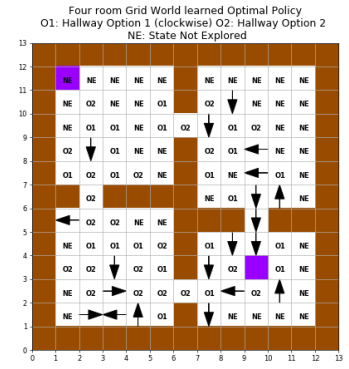 Four room Grid World learned Optimal Policy
O1: Hallway Option 1 (clockwise) O2: Hallway Option 2
NE: State Not Explored
13
12
NE NE NE NE NE NE NE NE NE NE
11
NE O2 NE NE O1 O2 NE NE NE
10
NE O1 O1 NE O1 O2 O1 O2 NE
9
O2 O1 NE NE O2 O1 NE NE
8
O1 O2 O1 O2 NE O1 NE O1 NE
7
O2 NE O1 NE
6
O2 O2 NE NE
5
NE O1 O1 O1 O2 O1 O1 NE
4
O2 O2 O2 O1 O2 O1 NE
3
NE O2 O2 O2 O2 O1 O2 NE
2
NE O1 NE NE NE NE
1
0
0 1 2 3 4 5 6 7 8 9 10 11 12 13